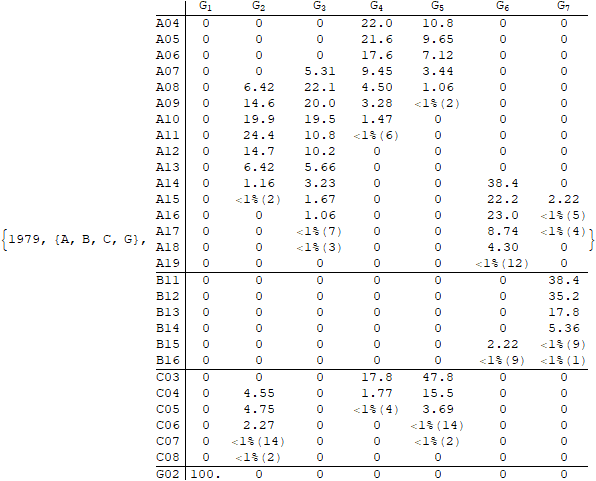 G1 G2 G3 G4 G5 G6 G7
A04 0 0 0 22.0 10.8 0 0
A05 0 0 0 21.6 9.65 0 0
A06 0 0 0 17.6 7.12 0 0
A07 0 0 5.31 9.45 3.44 0 0
A08 0 6.42 22.1 4.50 1.06 0 0
A09 0 14.6 20.0 3.28 <1%(2) 0 0
A10 0 19.9 19.5 1.47 0 0 0
A11 0 24.4 10.8 <1%(6) 0 0 0
A12 0 14.7 10.2 0 0 0 0
A13 0 6.42 5.66 0 0 0 0
A14 0 1.16 3.23 0 0 38.4 0
A15 0 <1%(2) 1.67 0 0 22.2 2.22
A16 0 0 1.06 0 0 23.0 <1%(5)
{1979, {A, B, C, G}, A17 0 0 <1%(7) 0 0 8.74 <1%(4) }
A18 0 0 <1%(3) 0 0 4.30 0
A19 0 0 0 0 0 <1%(12) 0
B11 0 0 0 0 0 0 38.4
B12 0 0 0 0 0 0 35.2
B13 0 0 0 0 0 0 17.8
B14 0 0 0 0 0 0 5.36
B15 0 0 0 0 0 2.22 <1%(9)
B16 0 0 0 0 0 <1%(9) <1%(1)
C03 0 0 0 17.8 47.8 0 0
C04 0 4.55 0 1.77 15.5 0 0
C05 0 4.75 0 <1%(4) 3.69 0 0
C06 0 2.27 0 0 <1%(14) 0 0
C07 0 <1%(14) 0 0 <1%(2) 0 0
C08 0 <1%(2) 0 0 0 0 0
G02 100. 0 0 0 0 0 0